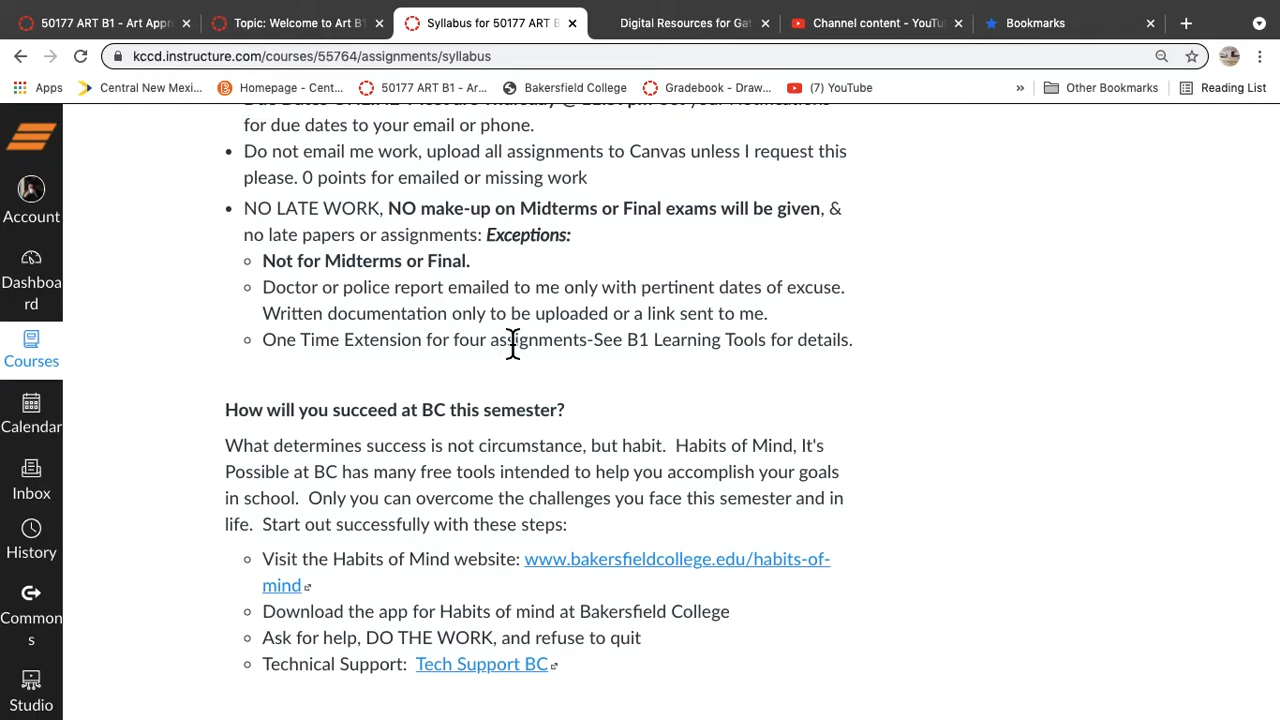 50177 ART B1 - Art Appr
Topic: Welcome to Art B1
Syllabus for 50177 ART B
Digital Resources for Gat
Channel content - YouTu
Bookmarks
kccd.instructure.com/courses/55764/assignments/syllabus
Apps
Central New Mexi...
Homepage - Cent...
50177 ART B1 - Ar...
Bakersfield College
Gradebook - Draw...
(7) YouTube
»
Other Bookmarks
Reading List
Account
Dashboa
rd
Courses
Calendar
Inbox
History
Common
s
Studio
for due dates to your email or phone.
• Do not email me work, upload all assignments to Canvas unless I request this
please. 0 points for emailed or missing work
• NO LATE WORK, NO make-up on Midterms or Final exams will be given, &
no late papers or assignments: Exceptions:
◦ Not for Midterms or Final.
◦ Doctor or police report emailed to me only with pertinent dates of excuse.
Written documentation only to be uploaded or a link sent to me.
◦ One Time Extension for four assignments-See B1 Learning Tools for details.
How will you succeed at BC this semester?
What determines success is not circumstance, but habit. Habits of Mind, It's
Possible at BC has many free tools intended to help you accomplish your goals
in school. Only you can overcome the challenges you face this semester and in
life. Start out successfully with these steps:
◦ Visit the Habits of Mind website: www.bakersfieldcollege.edu/habits-of-
mind
◦ Download the app for Habits of mind at Bakersfield College
◦ Ask for help, DO THE WORK, and refuse to quit
◦ Technical Support: Tech Support BC